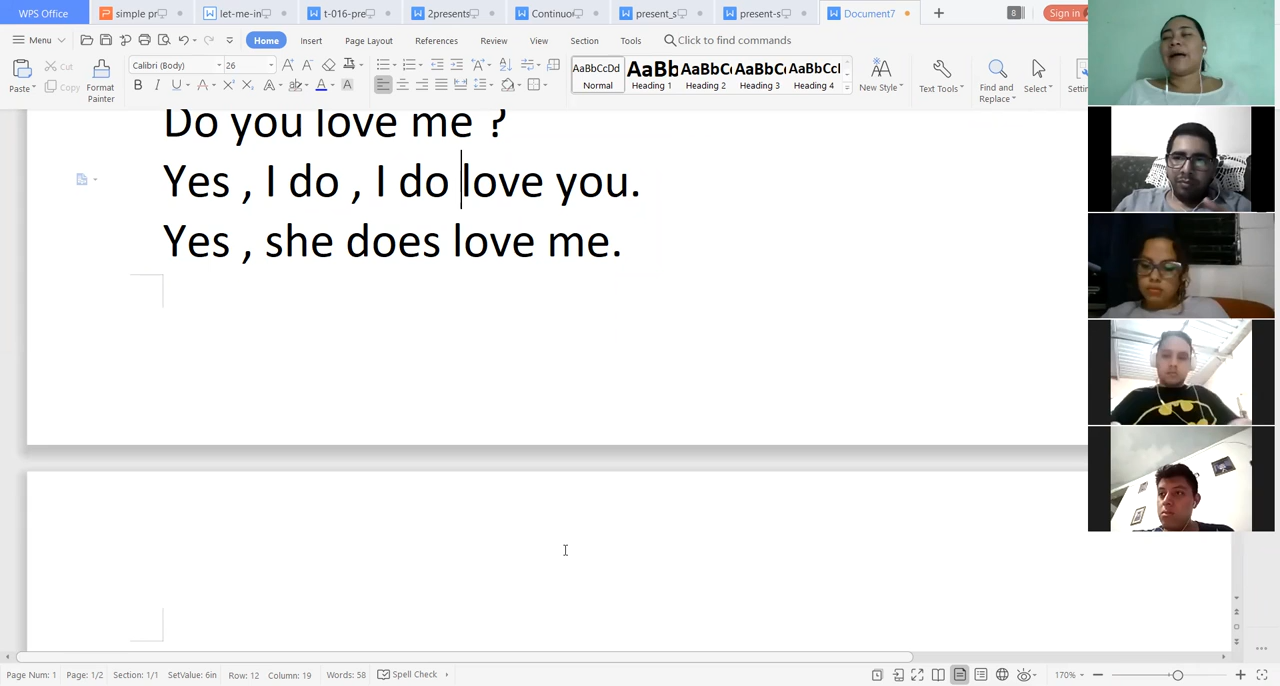 WPS Office simple pr let-me-in t-016-pre 2presents Continuo present_s present-s Document7 8 Sign in
Menu Home Insert Page Layout References Review View Section Tools Click to find commands
Calibri (Body) 26 AaBbCcDd AaBb AaBbC AaBbC AaBbCcI
Paste Cut Copy Format Painter Normal Heading 1 Heading 2 Heading 3 Heading 4 New Style Text Tools Find and Replace Select
Do you love me ?
Yes , I do , I do love you.
Yes , she does love me.
Page Num: 1 Page: 1/2 Section: 1/1 SetValue: 6in Row: 12 Column: 19 Words: 58 Spell Check 170%